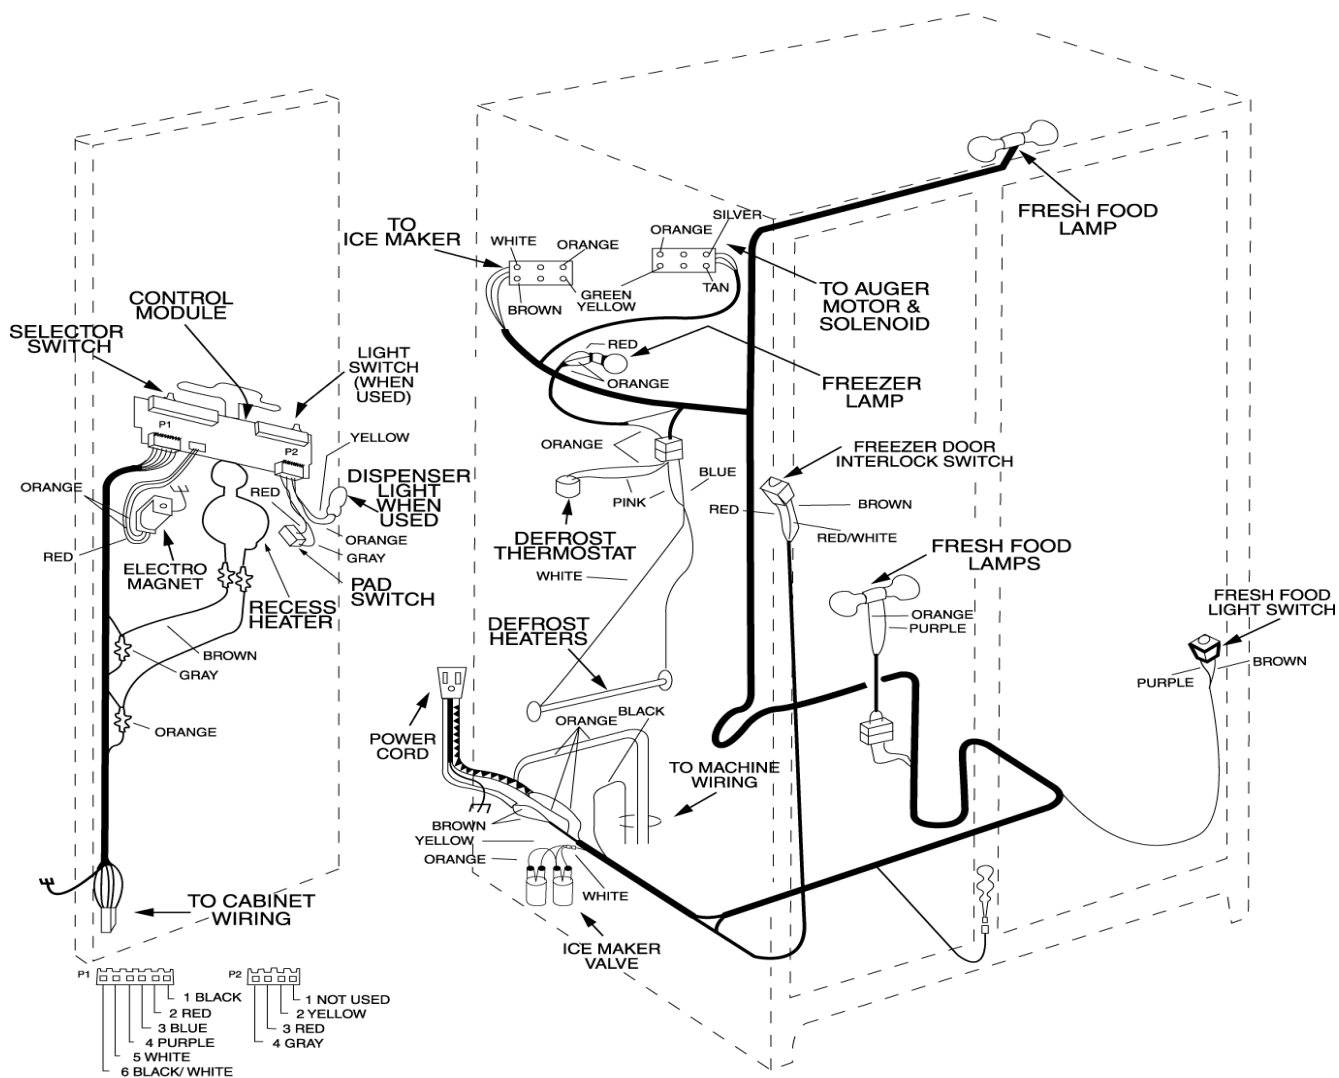 FRESH FOOD
LAMP
TO
ICE MAKER
WHITE
ORANGE
BROWN
GREEN
YELLOW
ORANGE
SILVER
TAN
TO AUGER
MOTOR &
SOLENOID
CONTROL
MODULE
SELECTOR
SWITCH
LIGHT
SWITCH
(WHEN
USED)
RED
ORANGE
FREEZER
LAMP
P1
P2
YELLOW
DISPENSER
LIGHT
WHEN
USED
RED
ORANGE
GRAY
ORANGE
RED
ELECTRO
MAGNET
RECESS
HEATER
PAD
SWITCH
BROWN
GRAY
ORANGE
ORANGE
PINK
BLUE
DEFROST
THERMOSTAT
WHITE
DEFROST
HEATERS
FREEZER DOOR
INTERLOCK SWITCH
RED
BROWN
RED/WHITE
FRESH FOOD
LAMPS
ORANGE
PURPLE
FRESH FOOD
LIGHT SWITCH
PURPLE
BROWN
POWER
CORD
ORANGE
BLACK
TO MACHINE
WIRING
BROWN
YELLOW
ORANGE
WHITE
ICE MAKER
VALVE
TO CABINET
WIRING
P1
1 BLACK
2 RED
3 BLUE
4 PURPLE
5 WHITE
6 BLACK/ WHITE
P2
1 NOT USED
2 YELLOW
3 RED
4 GRAY